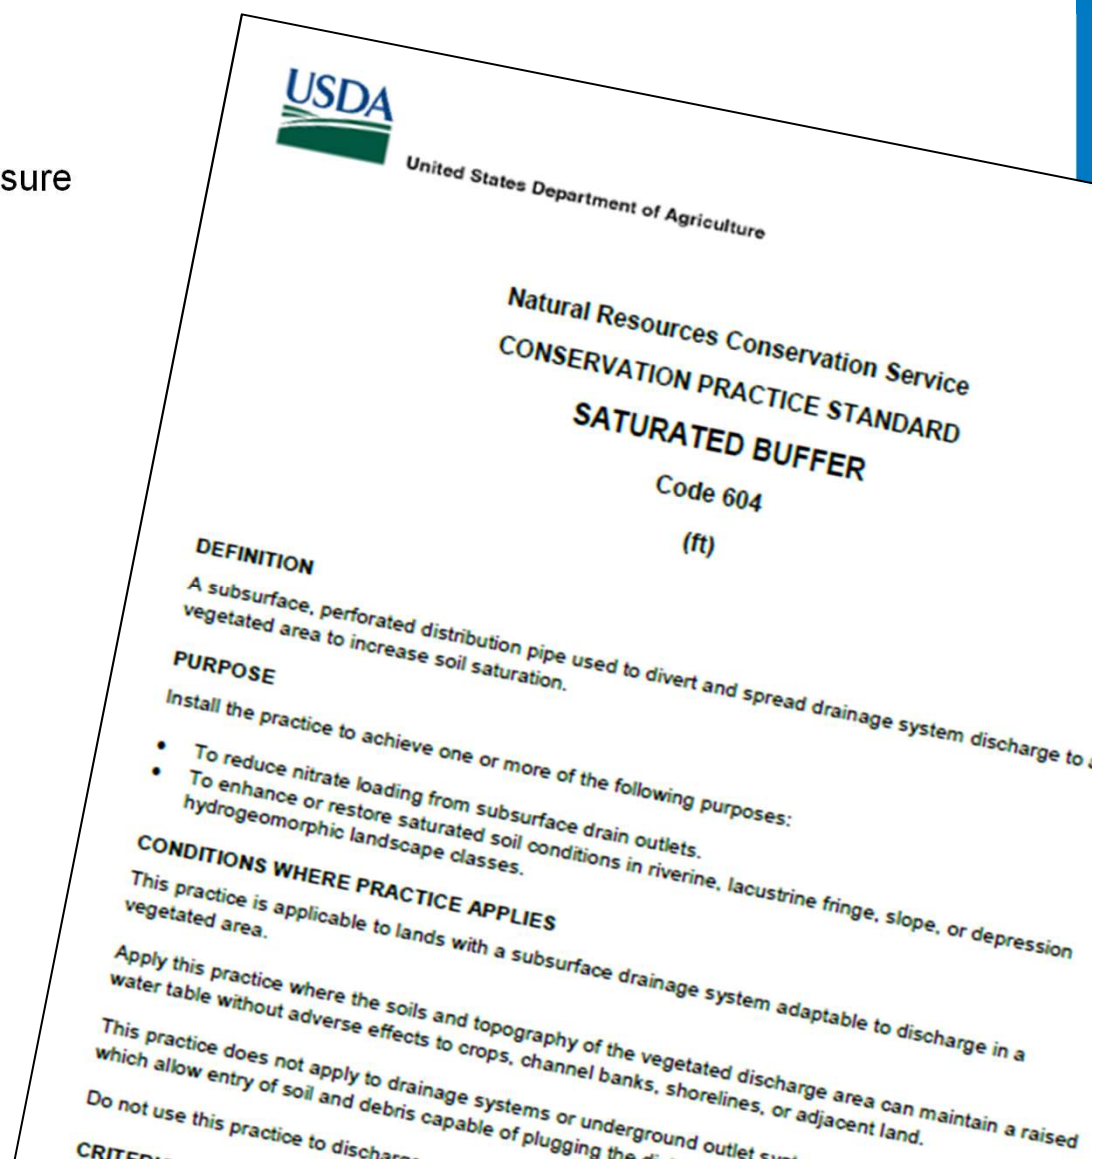 sure
USDA
United States Department of Agriculture
Natural Resources Conservation Service
CONSERVATION PRACTICE STANDARD
SATURATED BUFFER
Code 604
(ft)
DEFINITION
A subsurface, perforated distribution pipe used to divert and spread drainage system discharge to
vegetated area to increase soil saturation.
PURPOSE
Install the practice to achieve one or more of the following purposes:
• To reduce nitrate loading from subsurface drain outlets.
• To enhance or restore saturated soil conditions in riverine, lacustrine fringe, slope, or depression
hydrogeomorphic landscape classes.
CONDITIONS WHERE PRACTICE APPLIES
This practice is applicable to lands with a subsurface drainage system adaptable to discharge in a
vegetated area.
Apply this practice where the soils and topography of the vegetated discharge area can maintain a raised
water table without adverse effects to crops, channel banks, shorelines, or adjacent land.
This practice does not apply to drainage systems or underground outlet
which allow entry of soil and debris capable of plugging the
Do not use this practice to